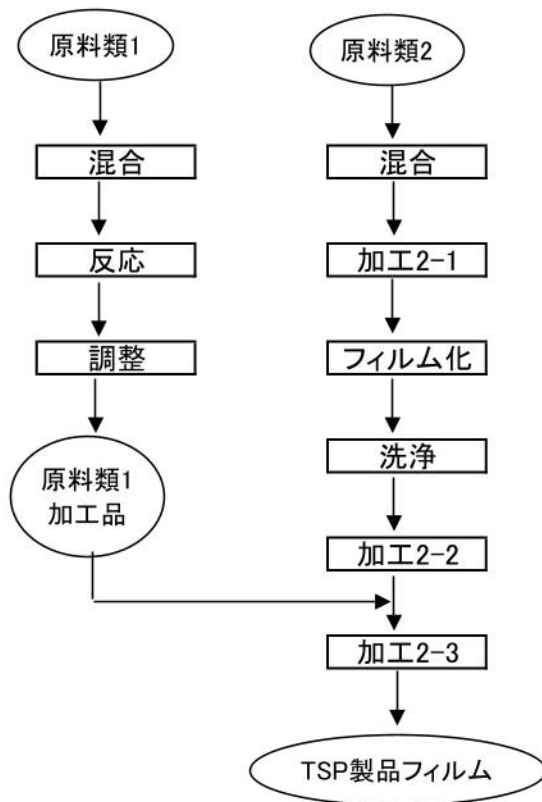 原料類1
混合
反応
調整
原料類1
加工品
原料類2
混合
加工2-1
フィルム化
洗浄
加工2-2
加工2-3
TSP製品フィルム